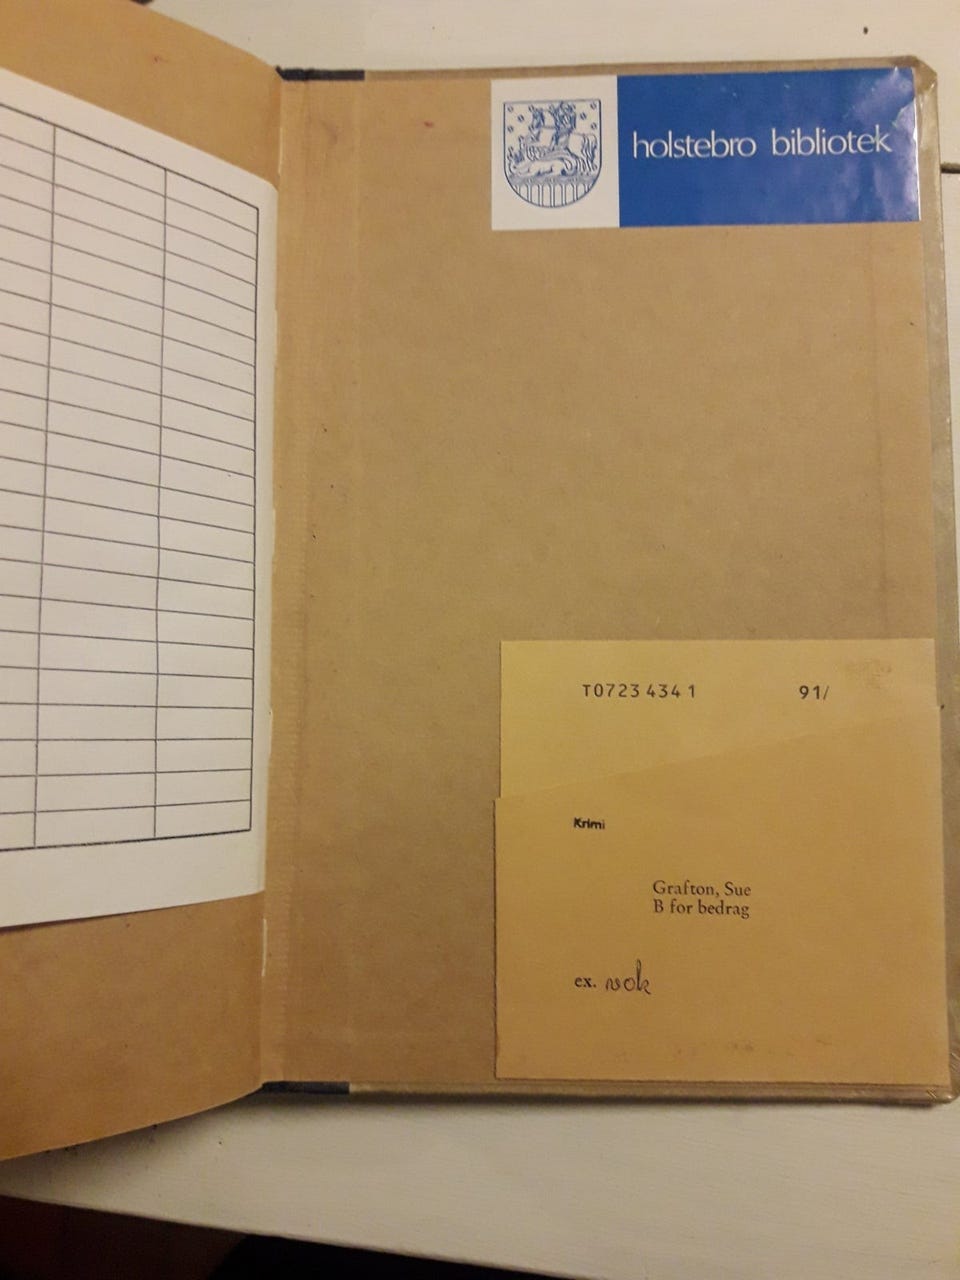 holstebro bibliotek
T0723 434 1 91/
Krimi
Grafton, Sue
B for bedrag
ex. vok